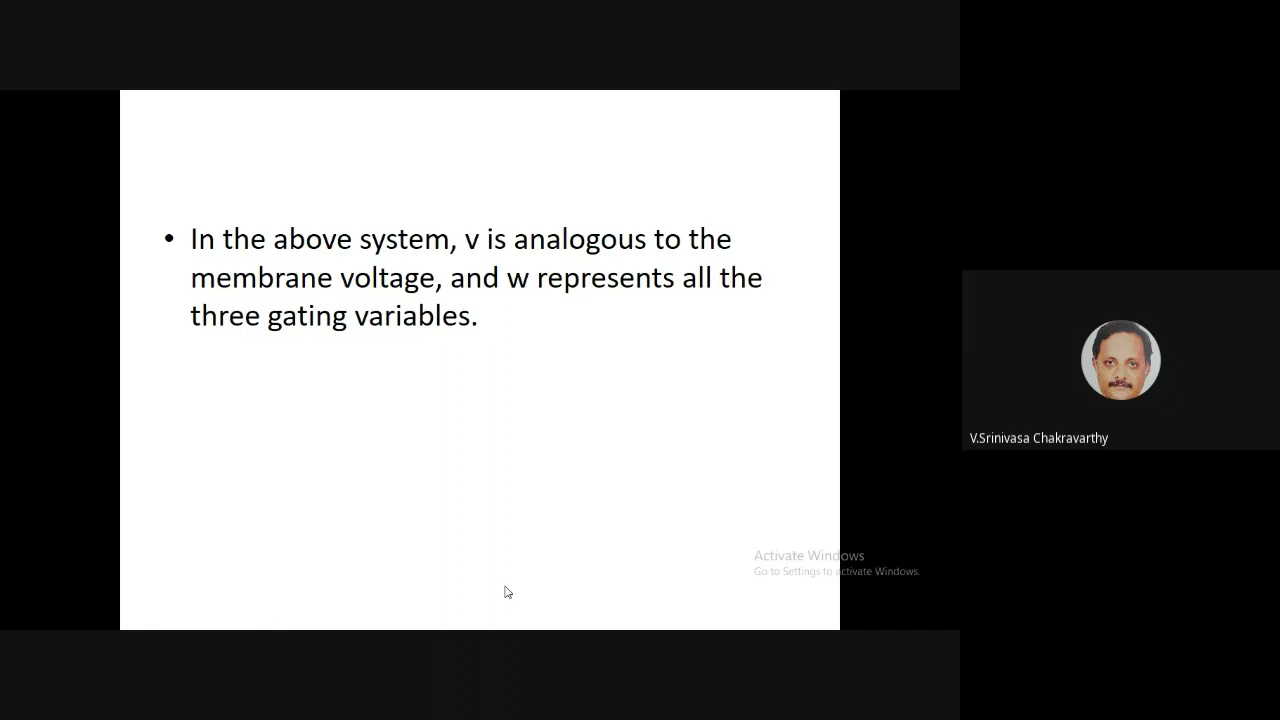 • In the above system, v is analogous to the
membrane voltage, and w represents all the
three gating variables.
V.Srinivasa Chakravarthy
Activate Windows
Go to Settings to activate Windows.